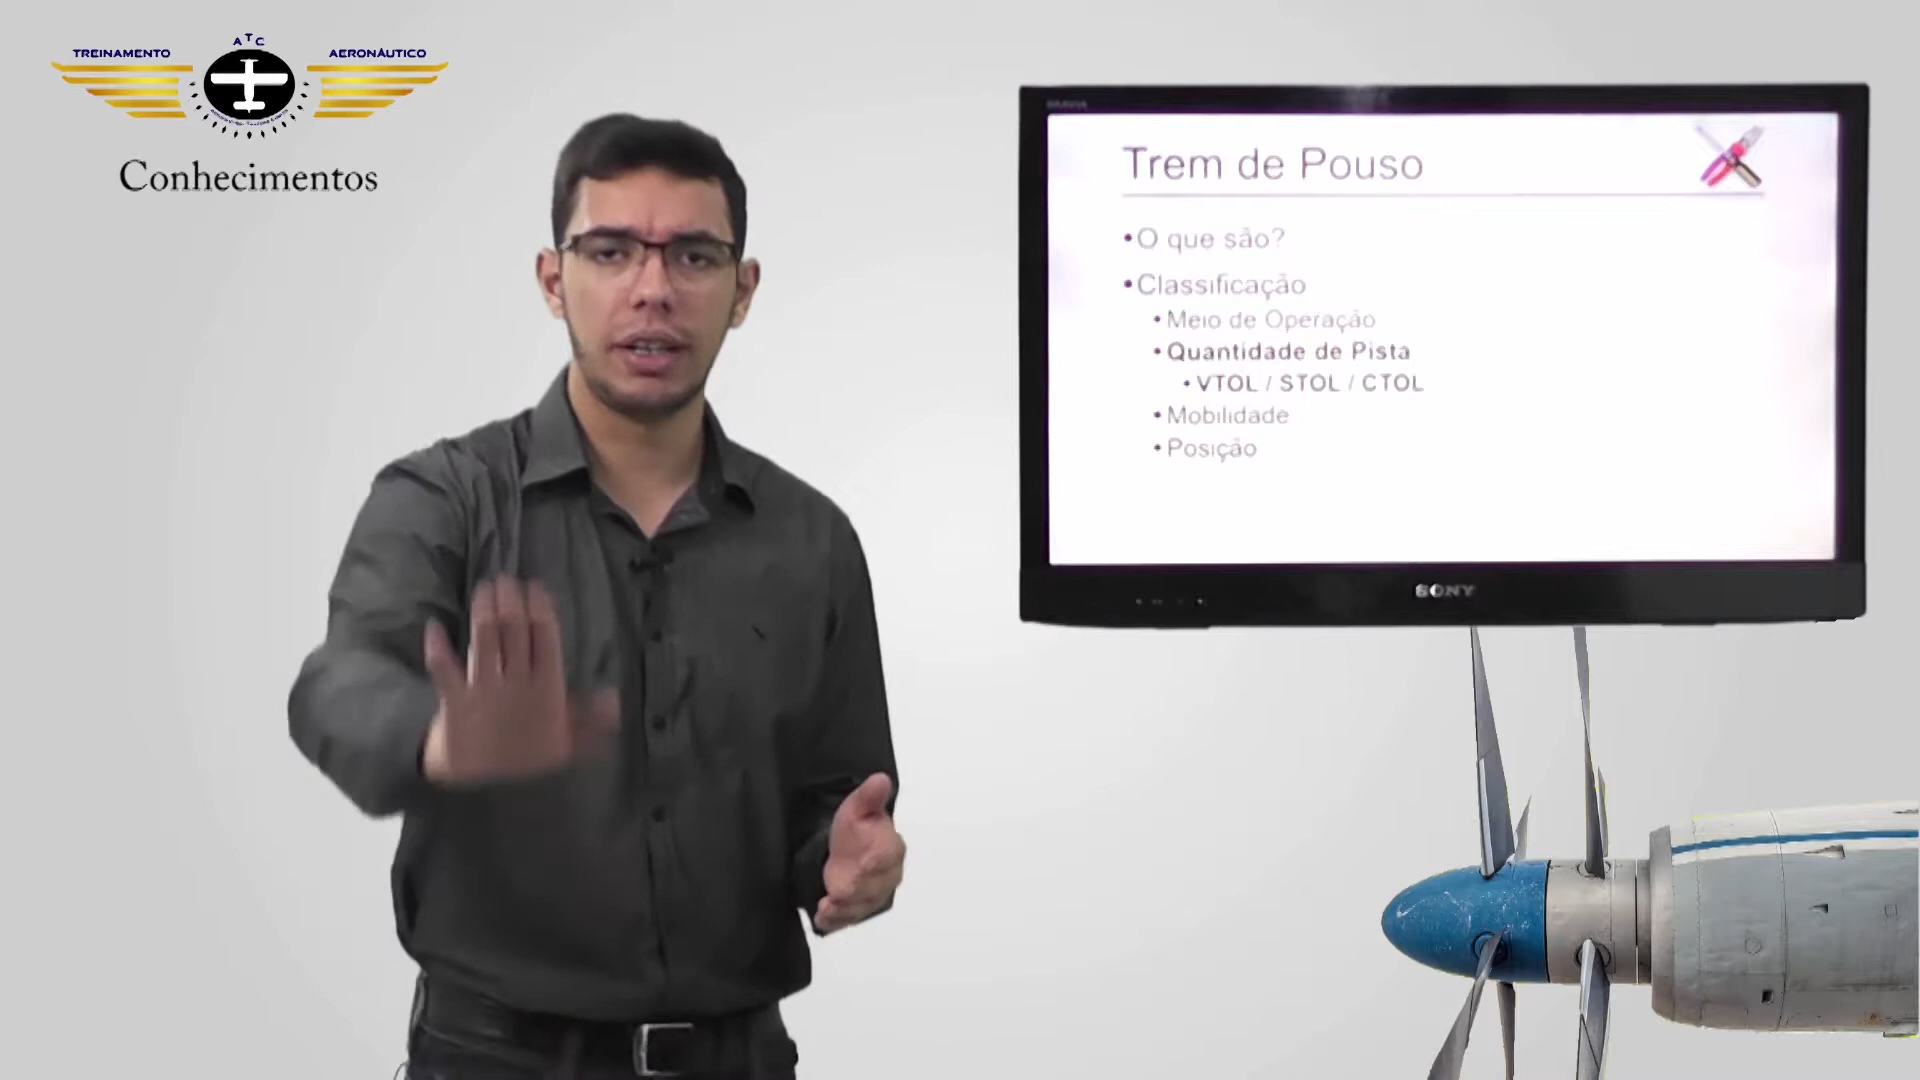 TREINAMENTO
ATC
AERONÁUTICO
Conhecimentos
BRAVIA
Trem de Pouso
•O que são?
•Classificação
•Meio de Operação
•Quantidade de Pista
•VTOL / STOL / CTOL
•Mobilidade
•Posição
SONY